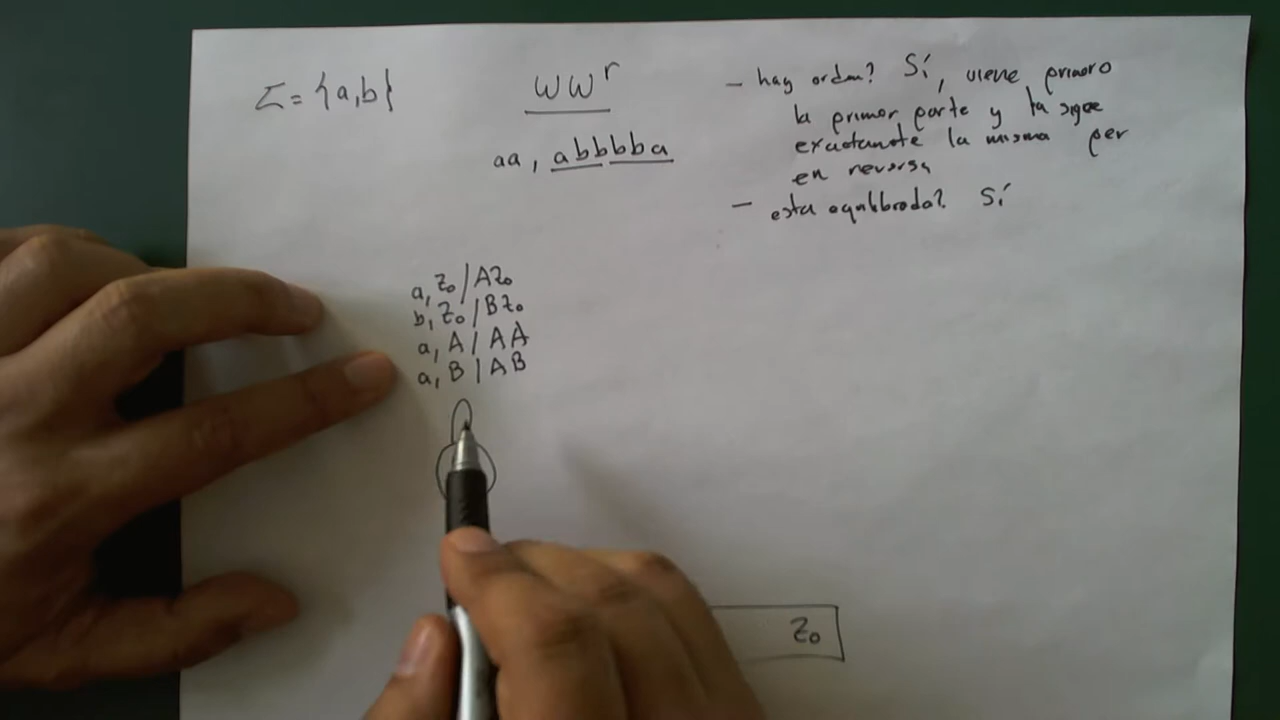 Σ = {a,b}
ww^r
aa, abbbba
- hay orden? Sí, viene primero
la primer parte y la sigue
exactamente la misma per
en reversa
- esta equilibrado? Sí
a, Z₀ / AZ₀
b, Z₀ / BZ₀
a, A / AA
a, B / AB
Z₀